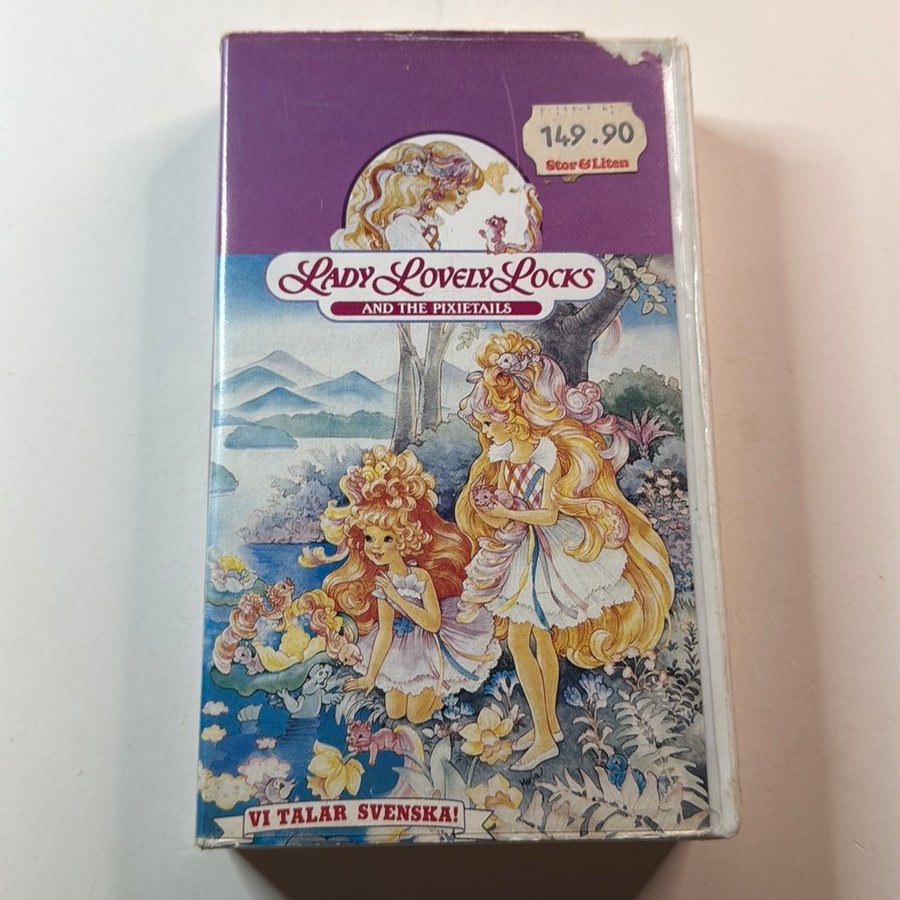 149.90
Stor & Liten
LADY LOVELY LOCKS
AND THE PIXIETAILS
VI TALAR SVENSKA!